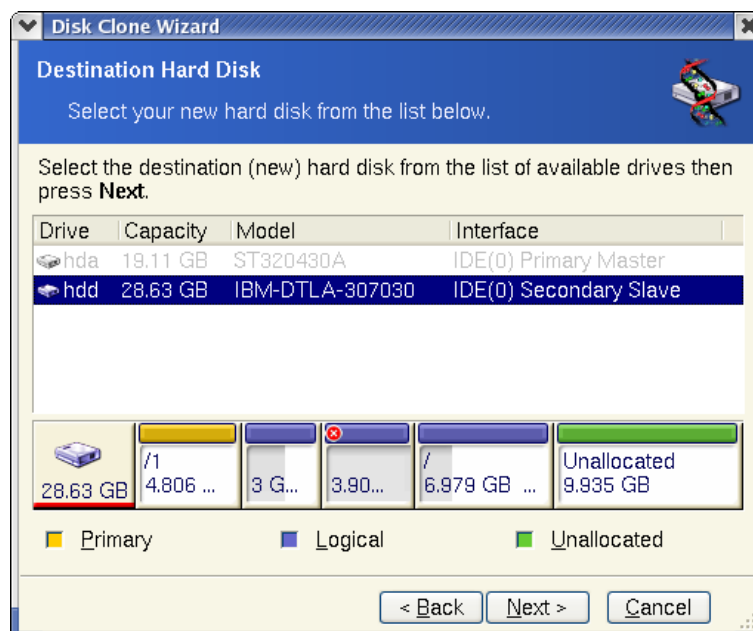 Disk Clone Wizard
Destination Hard Disk
Select your new hard disk from the list below.
Select the destination (new) hard disk from the list of available drives then
press Next.
Drive Capacity Model Interface
hda 19.11 GB ST320430A IDE(0) Primary Master
hdd 28.63 GB IBM-DTLA-307030 IDE(0) Secondary Slave
/1 / Unallocated
28.63 GB 4.806 ... 3 G... 3.90... 6.979 GB ... 9.935 GB
Primary Logical Unallocated
< Back Next > Cancel